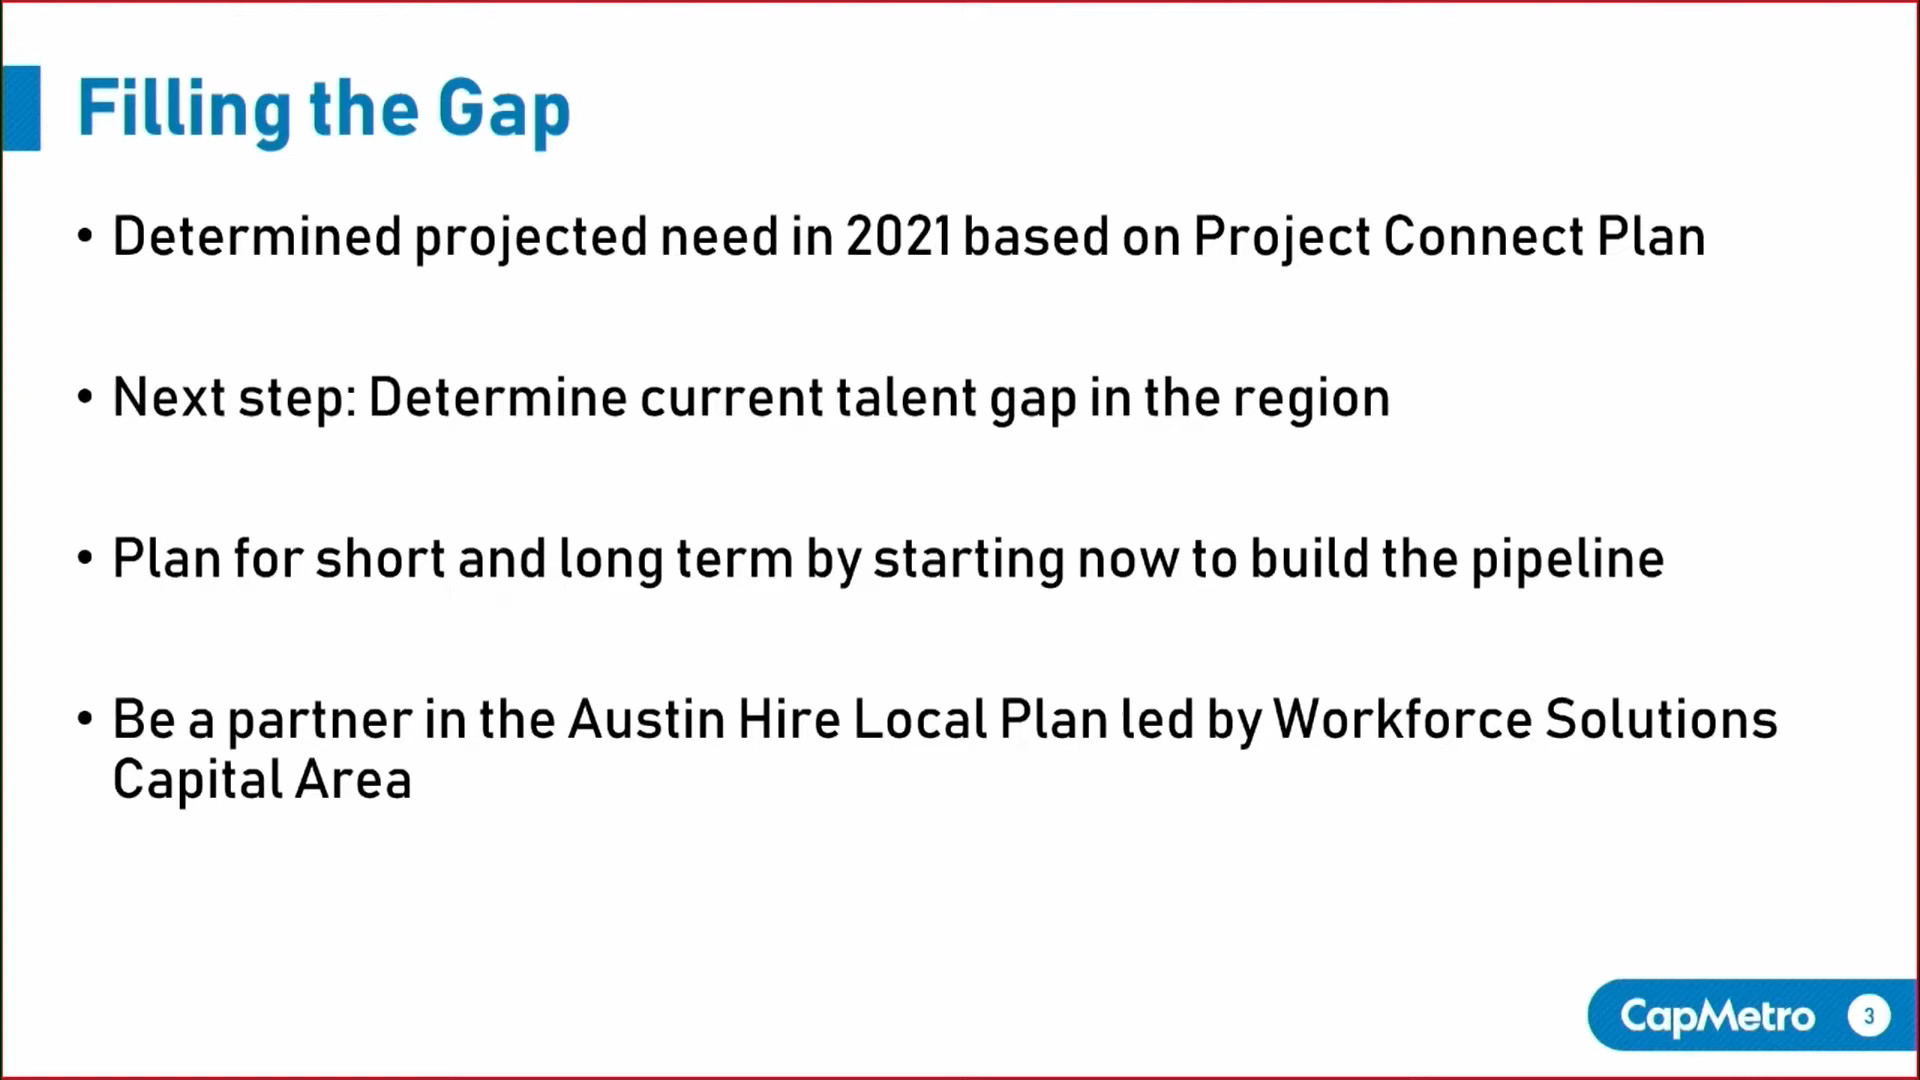 Filling the Gap
• Determined projected need in 2021 based on Project Connect Plan
• Next step: Determine current talent gap in the region
• Plan for short and long term by starting now to build the pipeline
• Be a partner in the Austin Hire Local Plan led by Workforce Solutions
Capital Area
CapMetro 3